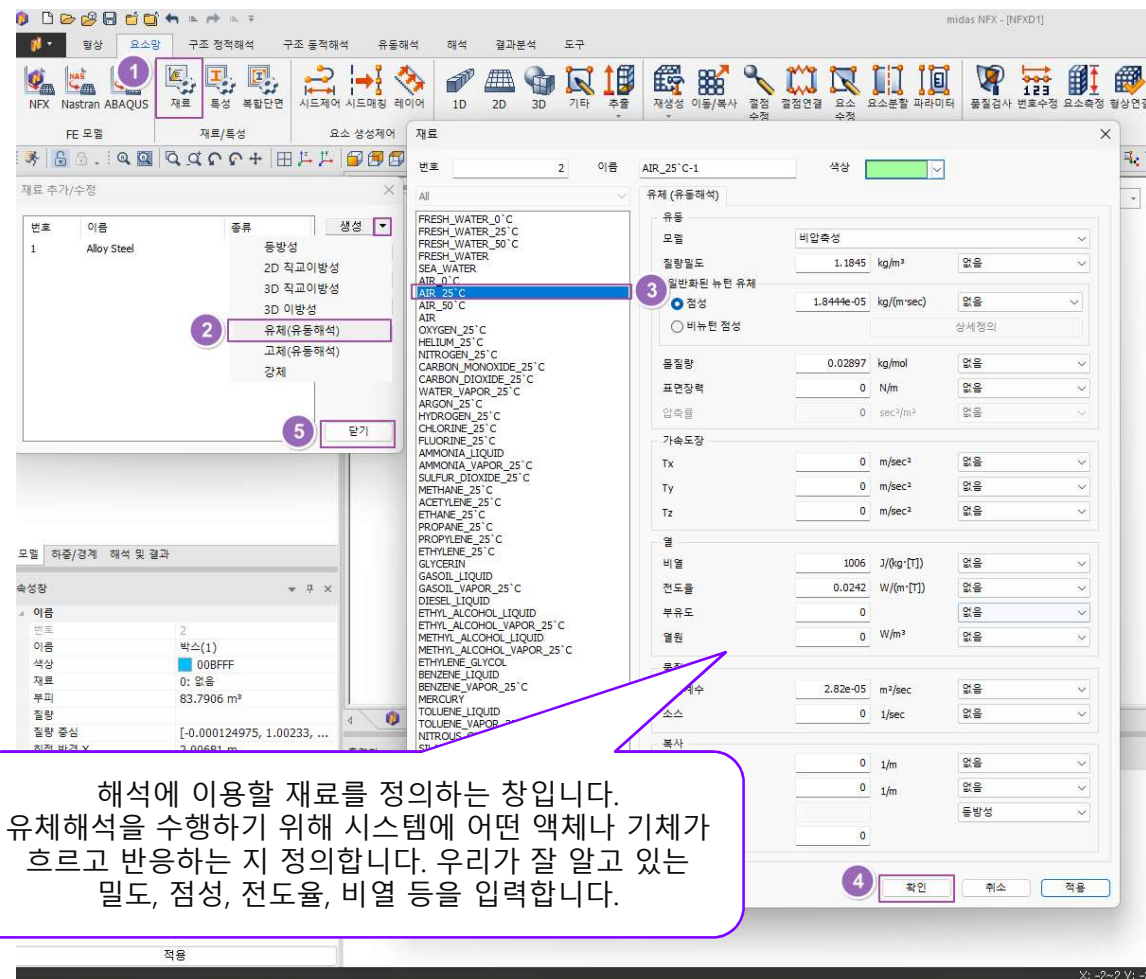 midas NFX - [NFXD1]
형상 요소망 구조 정적해석 구조 동적해석 유동해석 해석 결과분석 도구
NAS
1
123
NFX Nastran ABAQUS 재료 특성 복합단면 시드제어 시드매칭 레이어 1D 2D 3D 기타 추출 재생성 이동/복사 절점 수정 절점연결 요소 수정 요소분할 파라미터 품질검사 번호수정 요소측정 형상연결
FE 모델 재료/특성 요소 생성제어
재료 추가/수정
번호 이름 종류
1 Alloy Steel
생성
등방성
2D 직교이방성
3D 직교이방성
3D 이방성
2 유체(유동해석)
고체(유동해석)
강체
5 닫기
모델 하중/경계 해석 및 결과
속성창
이름
번호 2
이름 박스(1)
색상 00BFFF
재료 0: 없음
부피 83.7906 m³
질량
질량 중심 [-0.000124975, 1.00233, ...
적용
재료
번호 2 이름 AIR_25`C-1 색상
All
FRESH_WATER_0`C
FRESH_WATER_25`C
FRESH_WATER_50`C
FRESH_WATER
SEA_WATER
AIR_0`C
AIR_25`C
3
AIR_50`C
AIR
OXYGEN_25`C
HELIUM_25`C
NITROGEN_25`C
CARBON_MONOXIDE_25`C
CARBON_DIOXIDE_25`C
WATER_VAPOR_25`C
ARGON_25`C
HYDROGEN_25`C
CHLORINE_25`C
FLUORINE_25`C
AMMONIA_LIQUID
AMMONIA_VAPOR_25`C
SULFUR_DIOXIDE_25`C
METHANE_25`C
ACETYLENE_25`C
ETHANE_25`C
PROPANE_25`C
PROPYLENE_25`C
ETHYLENE_25`C
GLYCERIN
GASOIL_LIQUID
GASOIL_VAPOR_25`C
DIESEL_LIQUID
ETHYL_ALCOHOL_LIQUID
ETHYL_ALCOHOL_VAPOR_25`C
METHYL_ALCOHOL_LIQUID
METHYL_ALCOHOL_VAPOR_25`C
ETHYLENE_GLYCOL
BENZENE_LIQUID
BENZENE_VAPOR_25`C
MERCURY
TOLUENE_LIQUID
유체 (유동해석)
유동
모델 비압축성
질량밀도 1.1845 kg/m³ 없음
일반화된 뉴턴 유체
점성 1.8444e-05 kg/(m·sec) 없음
비뉴턴 점성 상세정의
몰질량 0.02897 kg/mol 없음
표면장력 0 N/m 없음
압축률 0 sec²/m² 없음
가속도장
Tx 0 m/sec² 없음
Ty 0 m/sec² 없음
Tz 0 m/sec² 없음
열
비열 1006 J/(kg·[T]) 없음
전도율 0.0242 W/(m·[T]) 없음
부유도 0 없음
열원 0 W/m³ 없음
계수 2.82e-05 m²/sec 없음
소스 0 1/sec 없음
복사
0 1/m 없음
0 1/m 없음
등방성
0
4 확인 취소 적용
해석에 이용할 재료를 정의하는 창입니다.
유체해석을 수행하기 위해 시스템에 어떤 액체나 기체가
흐르고 반응하는 지 정의합니다. 우리가 잘 알고 있는
밀도, 점성, 전도율, 비열 등을 입력합니다.